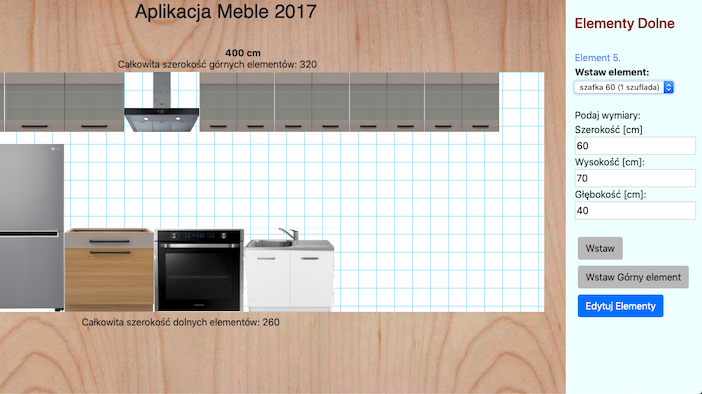 Aplikacja Meble 2017
400 cm
Całkowita szerokość górnych elementów: 320
Całkowita szerokość dolnych elementów: 260
Elementy Dolne
Element 5.
Wstaw element:
szafka 60 (1 szuflada)
Podaj wymiary:
Szerokość [cm]
60
Wysokość [cm]:
70
Głębokość [cm]:
40
Wstaw
Wstaw Górny element
Edytuj Elementy